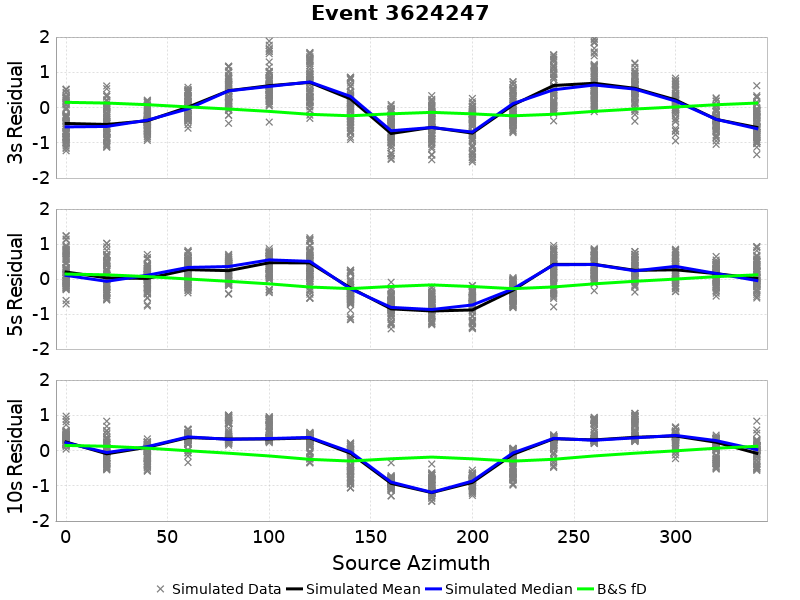 Event 3624247
3s Residual
2
1
0
-1
-2
5s Residual
2
1
0
-1
-2
10s Residual
2
1
0
-1
-2
0 50 100 150 200 250 300
Source Azimuth
Simulated Data Simulated Mean Simulated Median B&S fD